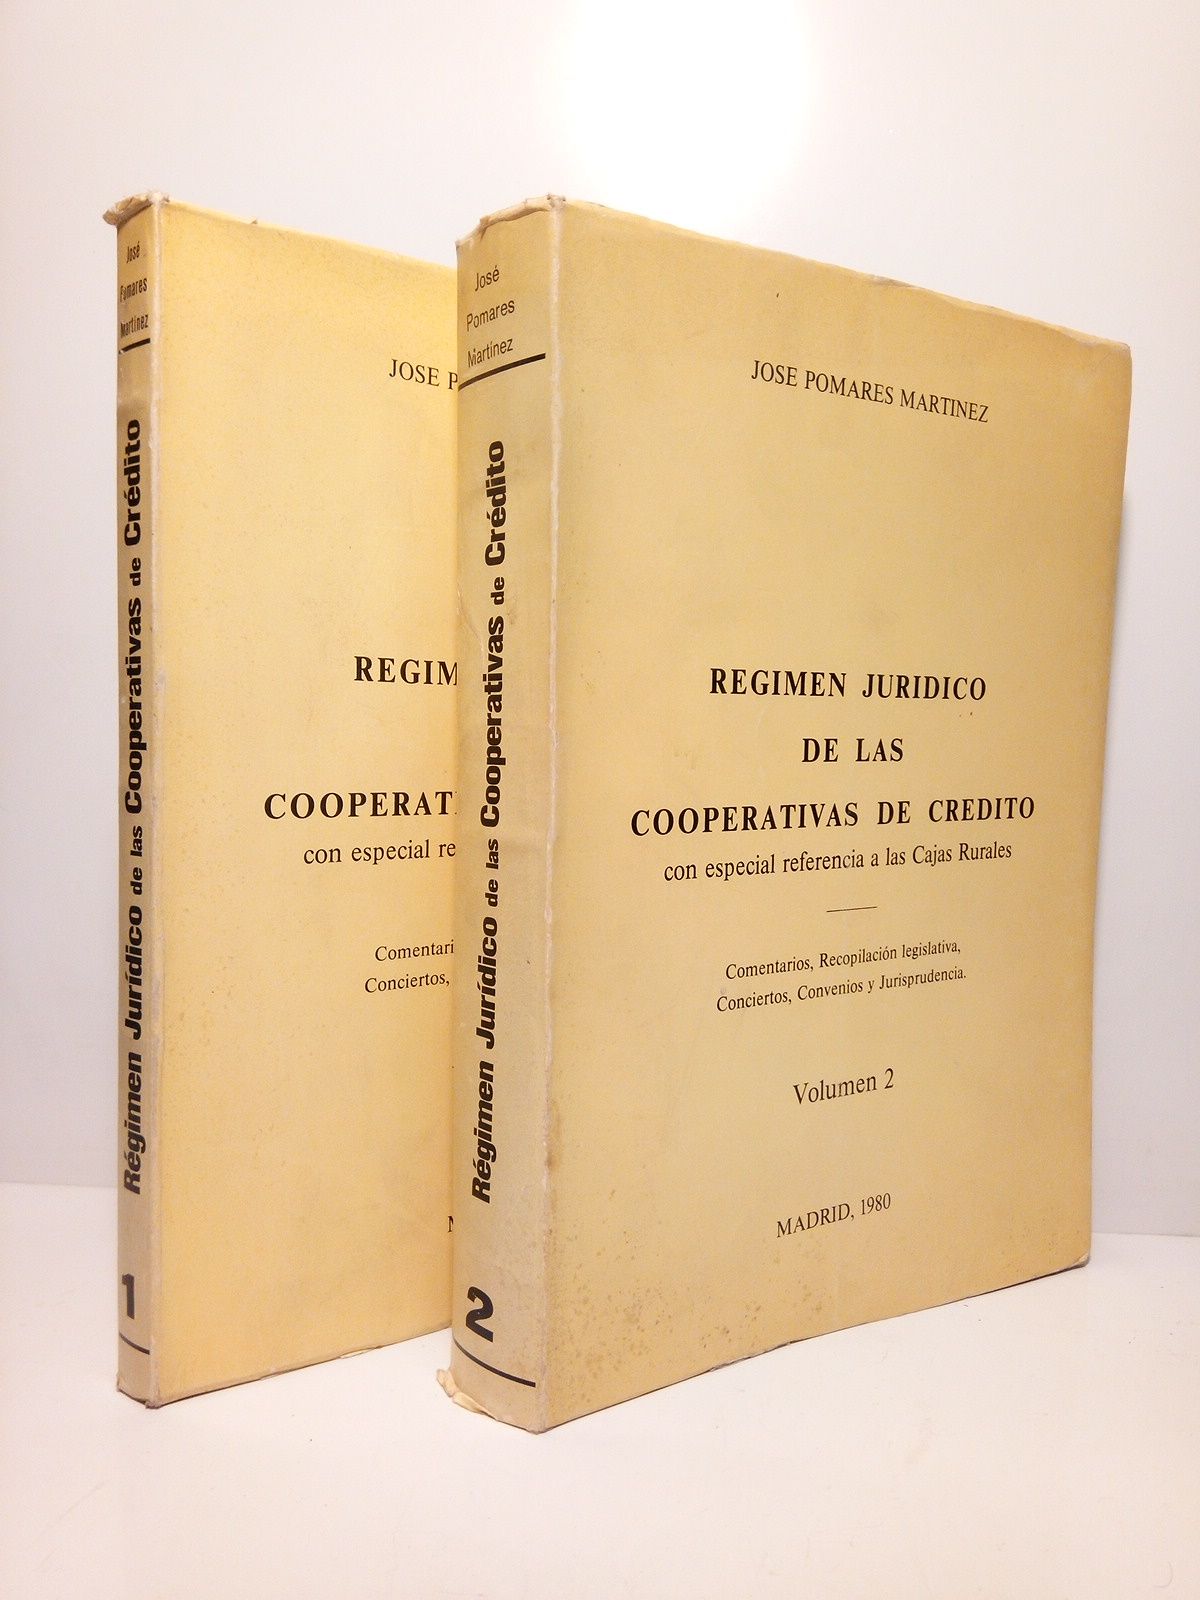 José
Pomares
Martínez
Régimen Jurídico de las Cooperativas de Crédito
1
JOSE P
REGIM
COOPERATI
con especial re
Comentari
Conciertos,
José
Pomares
Martínez
Régimen Jurídico de las Cooperativas de Crédito
2
JOSE POMARES MARTINEZ
REGIMEN JURIDICO
DE LAS
COOPERATIVAS DE CREDITO
con especial referencia a las Cajas Rurales
Comentarios, Recopilación legislativa,
Conciertos, Convenios y Jurisprudencia.
Volumen 2
MADRID, 1980